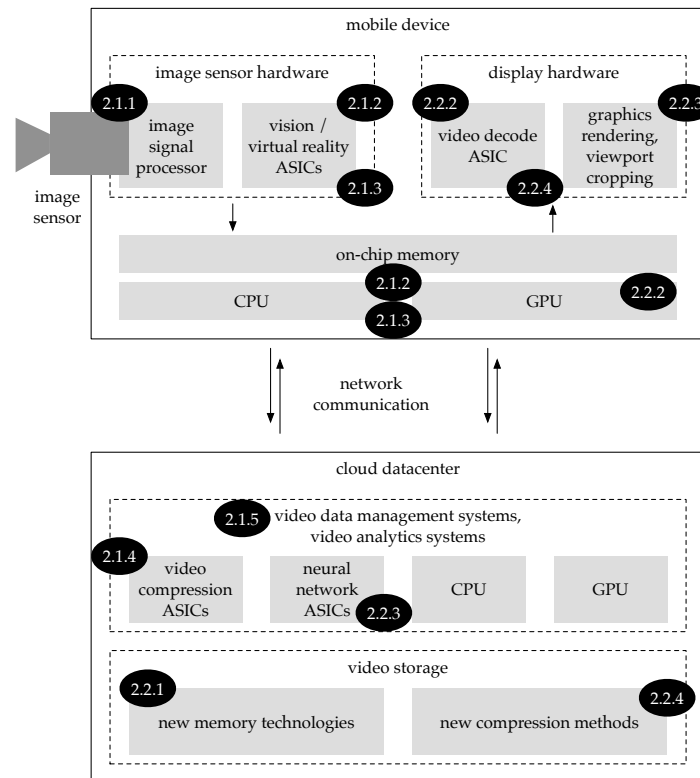 mobile device
image sensor hardware
display hardware
2.1.1
2.1.2
2.2.2
2.2.3
image
signal
processor
vision /
virtual reality
ASICs
video decode
ASIC
graphics
rendering,
viewport
cropping
2.1.3
2.2.4
image
sensor
on-chip memory
2.1.2
2.2.2
CPU
GPU
2.1.3
network
communication
cloud datacenter
2.1.5
video data management systems,
video analytics systems
2.1.4
video
compression
ASICs
neural
network
ASICs
2.2.3
CPU
GPU
video storage
2.2.1
2.2.4
new memory technologies
new compression methods